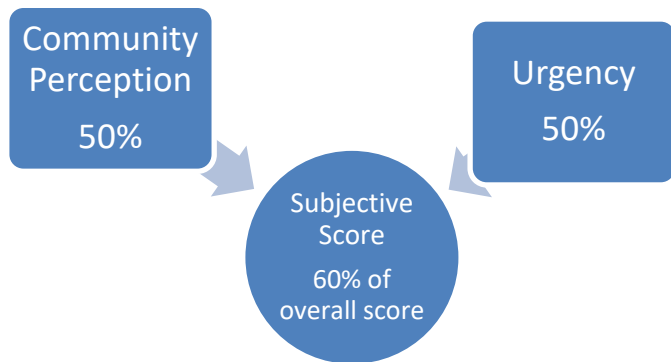 Community
Perception
50%
Urgency
50%
Subjective
Score
60% of
overall score